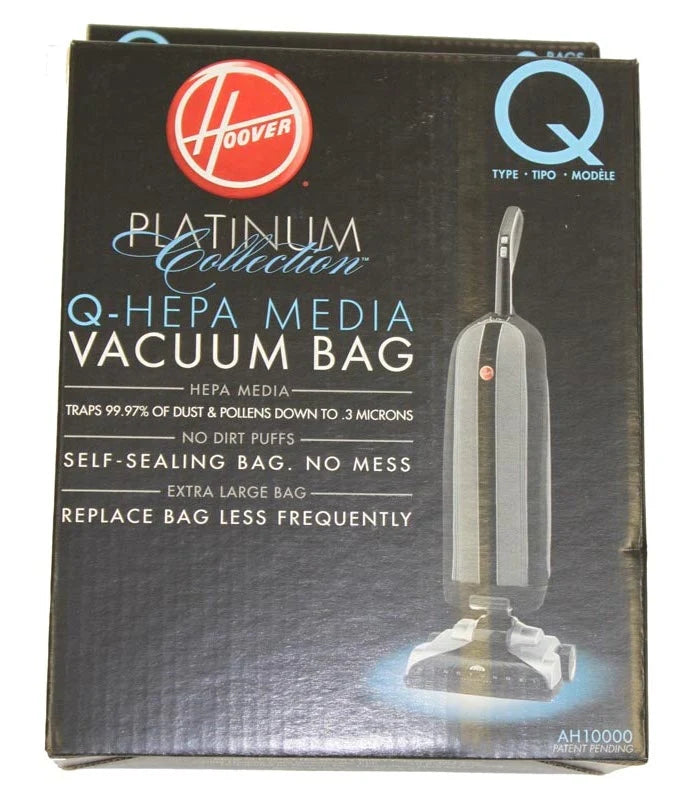 Q
BAGS
HOOVER
Q
TYPE · TIPO · MODÈLE
PLATINUM
Collection™
Q-HEPA MEDIA
VACUUM BAG
HEPA MEDIA
TRAPS 99.97% OF DUST & POLLENS DOWN TO .3 MICRONS
NO DIRT PUFFS
SELF-SEALING BAG. NO MESS
EXTRA LARGE BAG
REPLACE BAG LESS FREQUENTLY
AH10000
PATENT PENDING